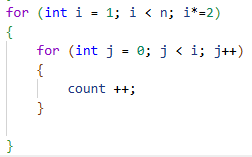 for (int i = 1; i < n; i*=2)
{
for (int j = 0; j < i; j++)
{
count ++;
}
}